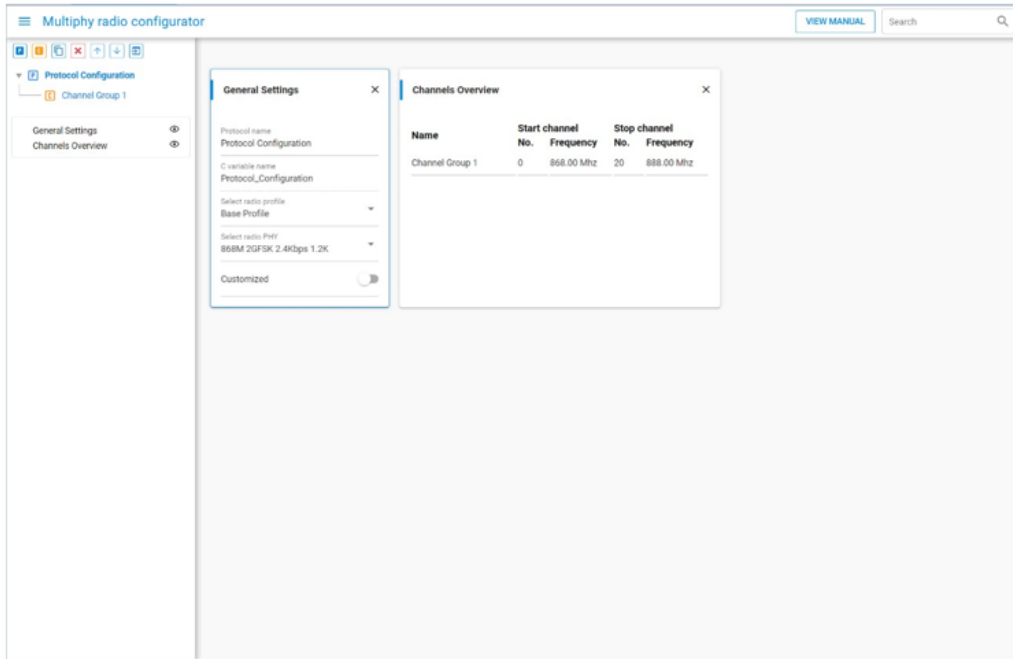 Multiphy radio configurator
VIEW MANUAL
Search
Protocol Configuration
Channel Group 1
General Settings
Channels Overview
General Settings
Protocol name
Protocol Configuration
C variable name
Protocol_Configuration
Select radio profile
Base Profile
Select radio PHY
868M 2GFSK 2.4Kbps 1.2K
Customized
Channels Overview
Start channel Stop channel
Name No. Frequency No. Frequency
Channel Group 1 0 868.00 Mhz 20 888.00 Mhz